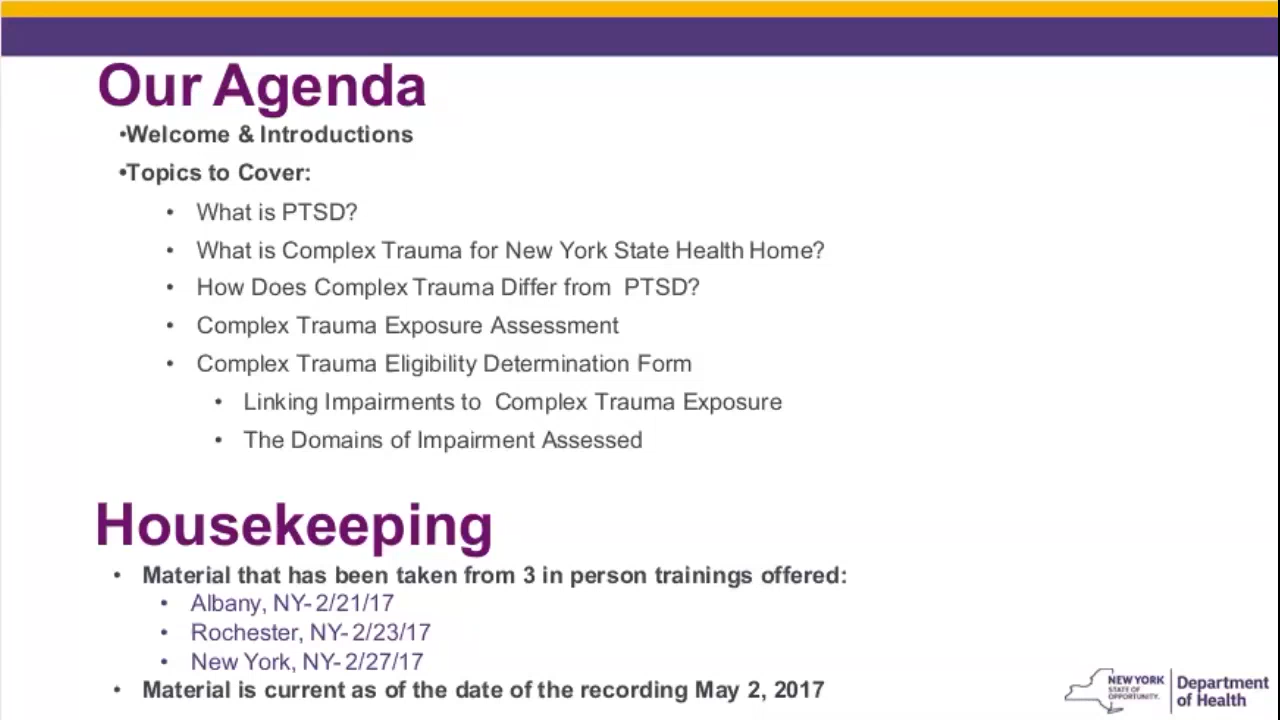 Our Agenda
•Welcome & Introductions
•Topics to Cover:
• What is PTSD?
• What is Complex Trauma for New York State Health Home?
• How Does Complex Trauma Differ from PTSD?
• Complex Trauma Exposure Assessment
• Complex Trauma Eligibility Determination Form
• Linking Impairments to Complex Trauma Exposure
• The Domains of Impairment Assessed
Housekeeping
• Material that has been taken from 3 in person trainings offered:
• Albany, NY- 2/21/17
• Rochester, NY- 2/23/17
• New York, NY- 2/27/17
• Material is current as of the date of the recording May 2, 2017
NEW YORK
STATE OF
OPPORTUNITY.
Department
of Health